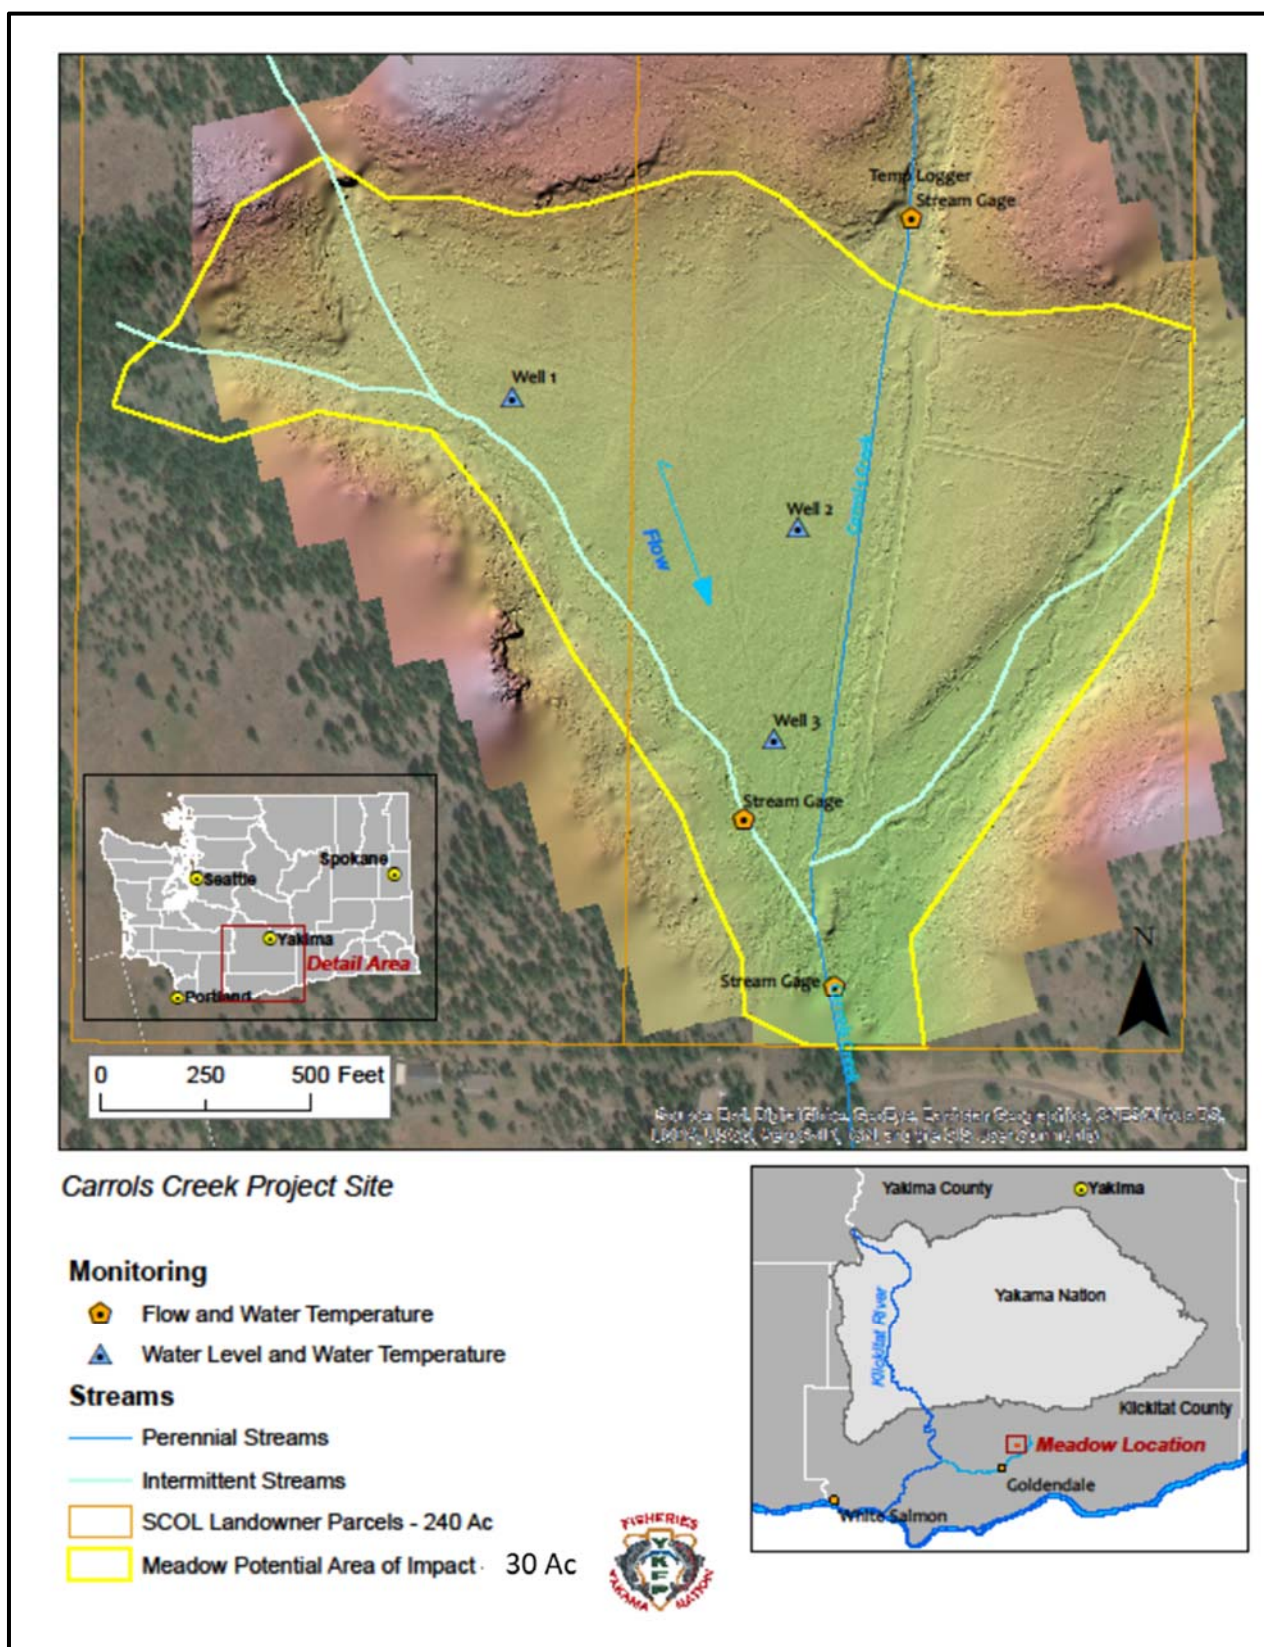 Temp Logger
Stream Gage
Well 1
Well 2
Flow
Well 3
Stream Gage
Stream Gage
Creek
N
Spokane
Seattle
Yakima
Detail Area
Portland
0 250 500 Feet
Carrols Creek Project Site
Monitoring
Flow and Water Temperature
Water Level and Water Temperature
Streams
Perennial Streams
Intermittent Streams
SCOL Landowner Parcels - 240 Ac
Meadow Potential Area of Impact - 30 Ac
FISHERIES
YKFP
YAKAMA NATION
Yakima County
Yakima
Yakama Nation
Klickitat River
Klickitat County
Meadow Location
Goldendale
White Salmon